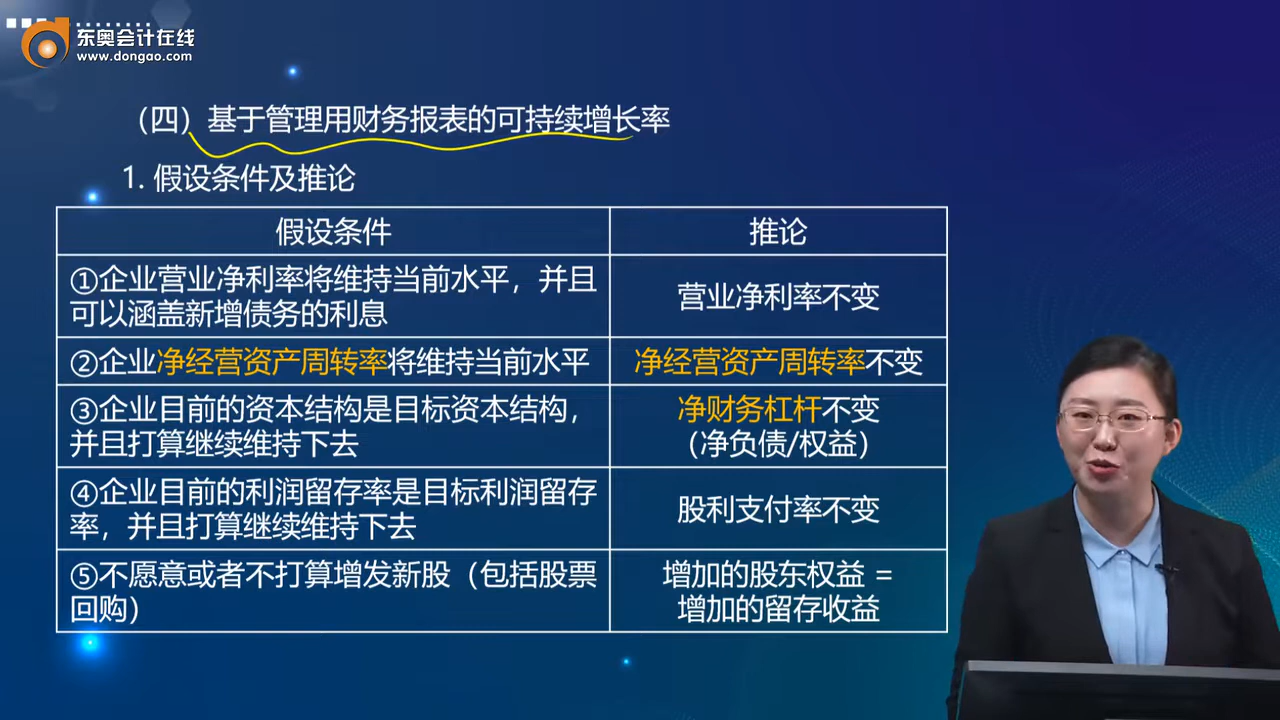 东奥会计在线
www.dongao.com
（四）基于管理用财务报表的可持续增长率
1. 假设条件及推论
假设条件
推论
①企业营业净利率将维持当前水平，并且
可以涵盖新增债务的利息
营业净利率不变
②企业净经营资产周转率将维持当前水平
净经营资产周转率不变
③企业目前的资本结构是目标资本结构，
并且打算继续维持下去
净财务杠杆不变
（净负债/权益）
④企业目前的利润留存率是目标利润留存
率，并且打算继续维持下去
股利支付率不变
⑤不愿意或者不打算增发新股（包括股票
回购）
增加的股东权益 =
增加的留存收益